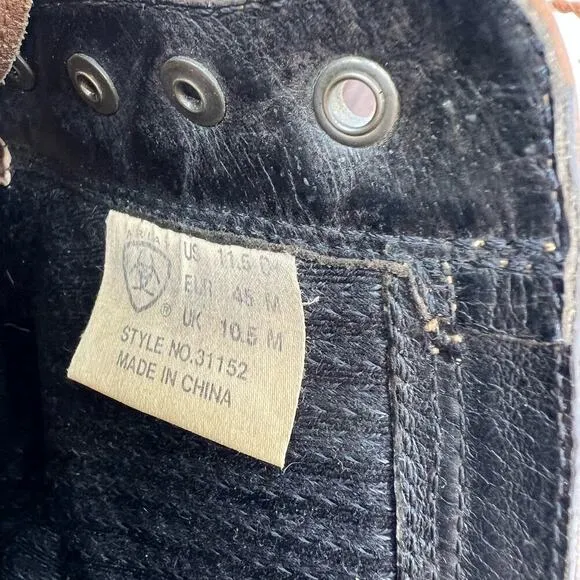 ARIAT
US 11.5 D
EUR 45 M
UK 10.5 M
®
STYLE NO.31152
MADE IN CHINA